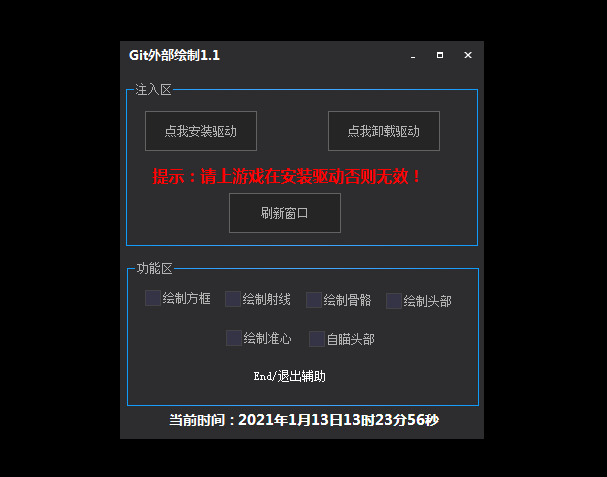 Git外部绘制1.1
注入区
点我安装驱动 点我卸载驱动
提示：请上游戏在安装驱动否则无效！
刷新窗口
功能区
绘制方框 绘制射线 绘制骨骼 绘制头部
绘制准心 自瞄头部
End/退出辅助
当前时间：2021年1月13日13时23分56秒